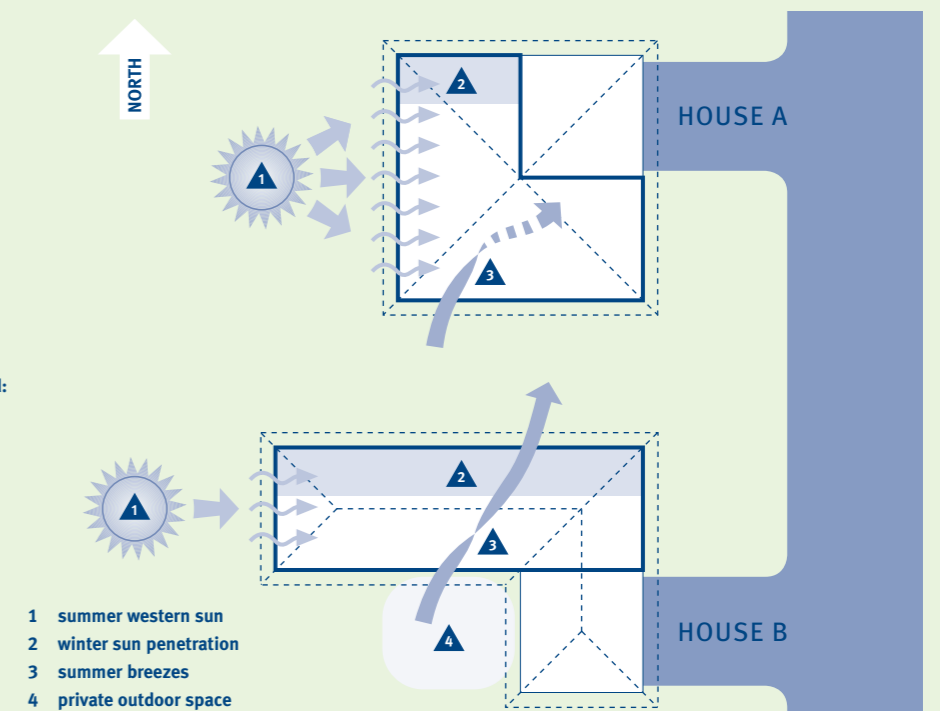 NORTH
2
HOUSE A
1
3
2
1
3
1 summer western sun
2 winter sun penetration
3 summer breezes
4 private outdoor space
4
HOUSE B